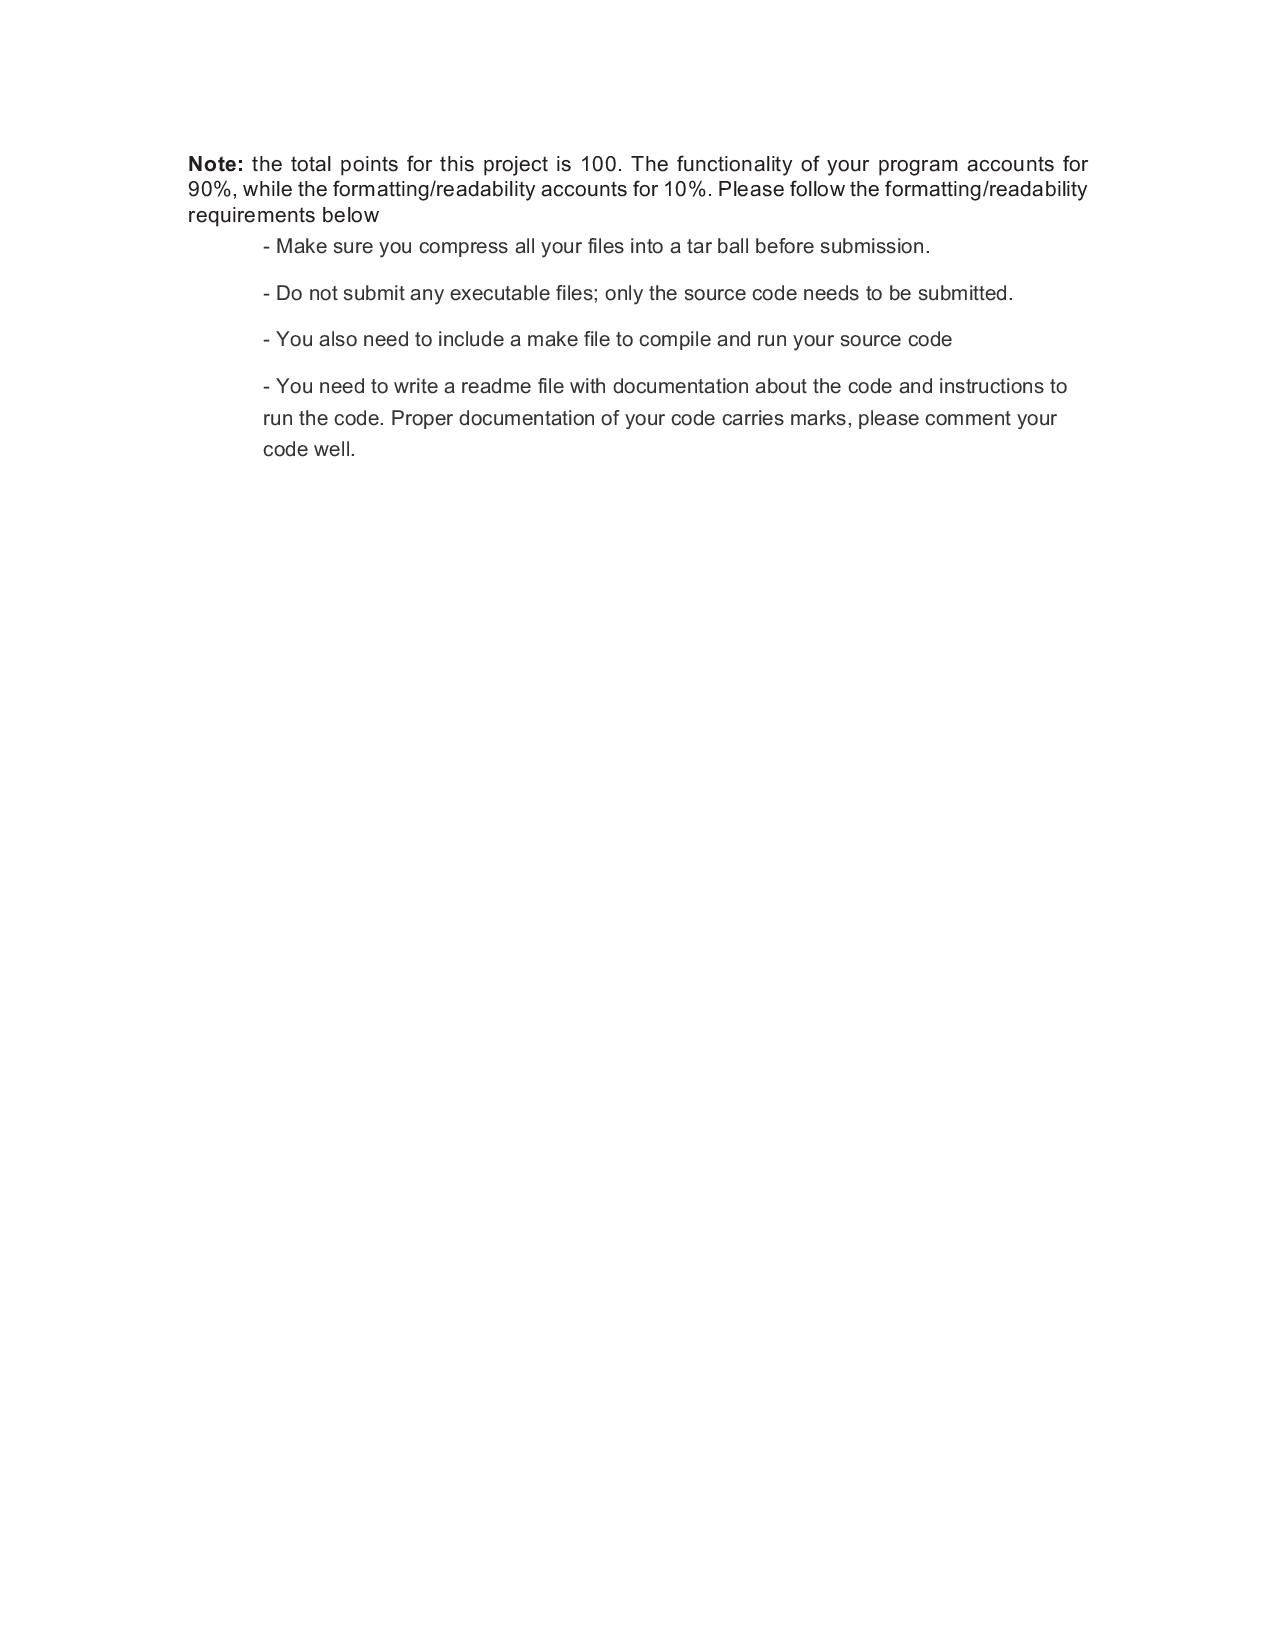 Note: the total points for this project is 100. The functionality of your program accounts for
90%, while the formatting/readability accounts for 10%. Please follow the formatting/readability
requirements below
- Make sure you compress all your files into a tar ball before submission.
- Do not submit any executable files; only the source code needs to be submitted.
- You also need to include a make file to compile and run your source code
- You need to write a readme file with documentation about the code and instructions to
run the code. Proper documentation of your code carries marks, please comment your
code well.